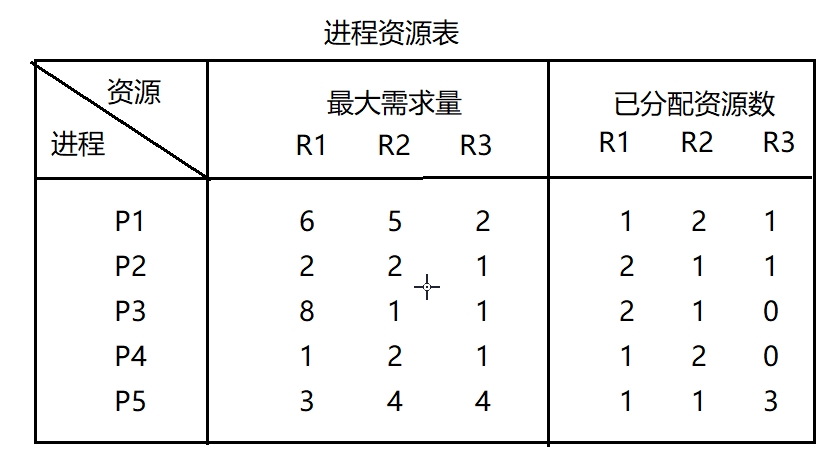 进程资源表
资源 最大需求量 已分配资源数
进程 R1 R2 R3 R1 R2 R3
P1 6 5 2 1 2 1
P2 2 2 1 2 1 1
P3 8 1 1 2 1 0
P4 1 2 1 1 2 0
P5 3 4 4 1 1 3